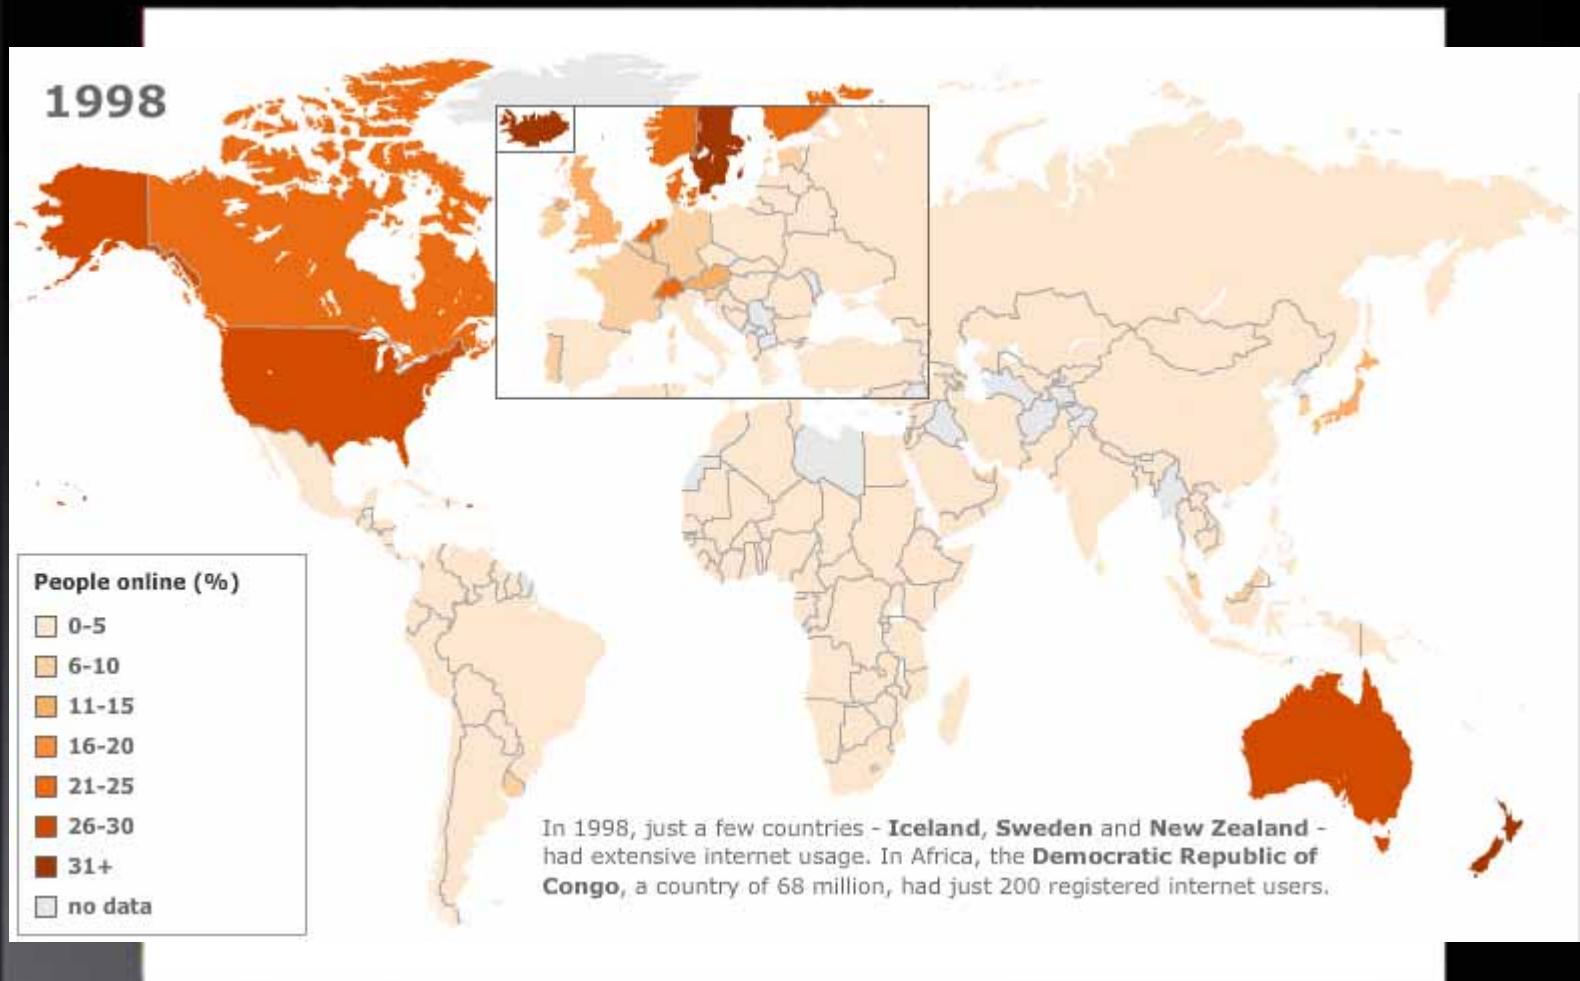 1998
People online (%)
0-5
6-10
11-15
16-20
21-25
26-30
31+
no data
In 1998, just a few countries - Iceland, Sweden and New Zealand -
had extensive internet usage. In Africa, the Democratic Republic of
Congo, a country of 68 million, had just 200 registered internet users.